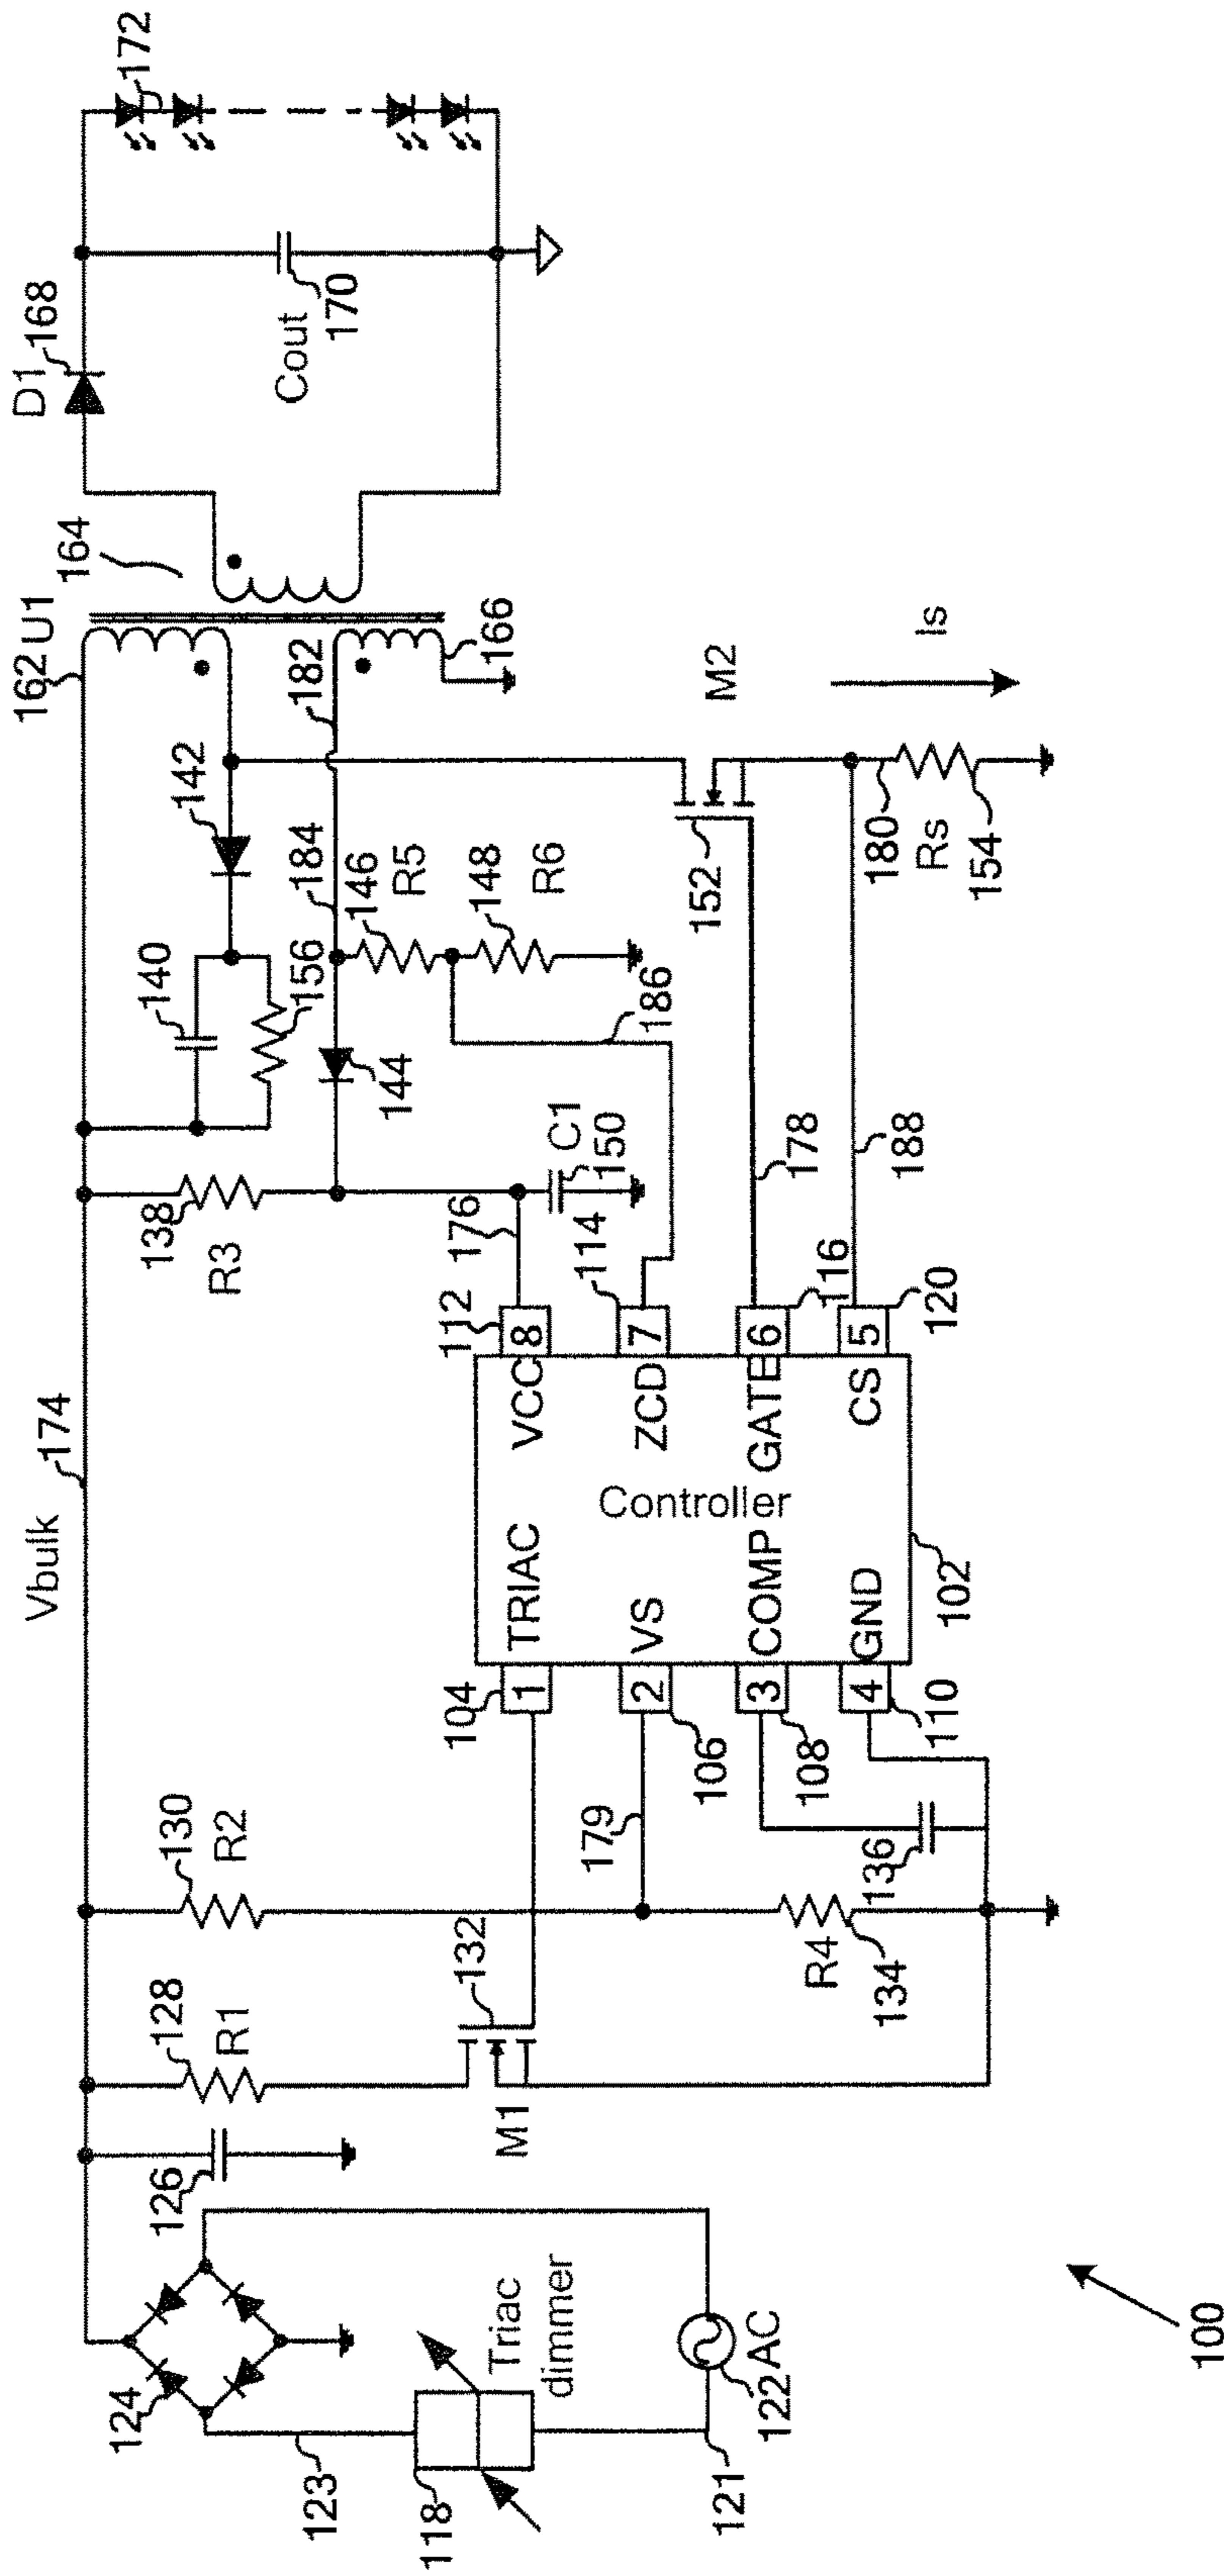 Vbulk
174
162
U1
164
D1
168
172
Cout
170
124
126
128
R1
130
R2
138
R3
140
156
142
184
182
166
144
146
R5
148
R6
186
C1
150
176
M1
132
179
104
1
TRIAC
106
2
VS
108
3
COMP
110
4
GND
Controller
102
112
8
VCC
114
7
ZCD
116
6
GATE
120
5
CS
178
188
152
M2
180
Rs
154
Is
R4
134
136
123
118
Triac
dimmer
121
122
AC
100